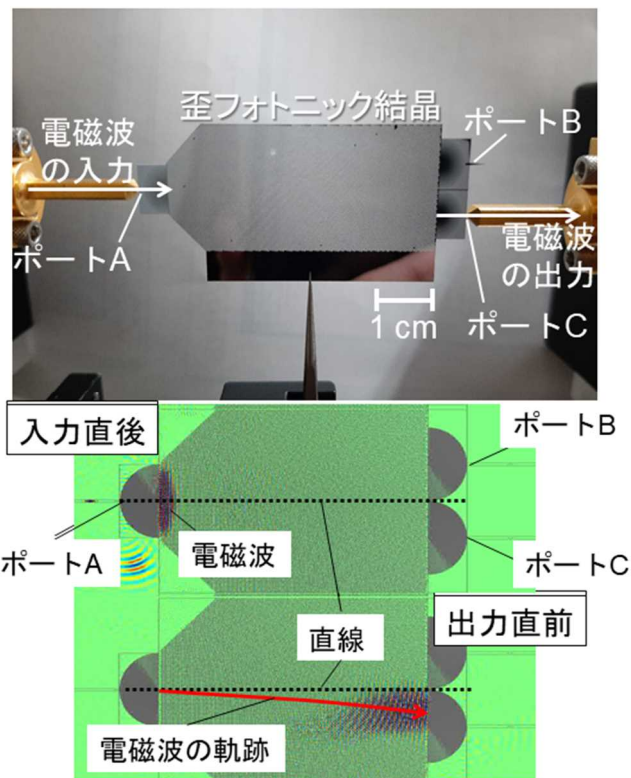 歪フォトニック結晶
電磁波
の入力
ポートA
ポートB
電磁波
の出力
ポートC
1 cm
入力直後
ポートB
ポートA
電磁波
ポートC
直線
出力直前
電磁波の軌跡